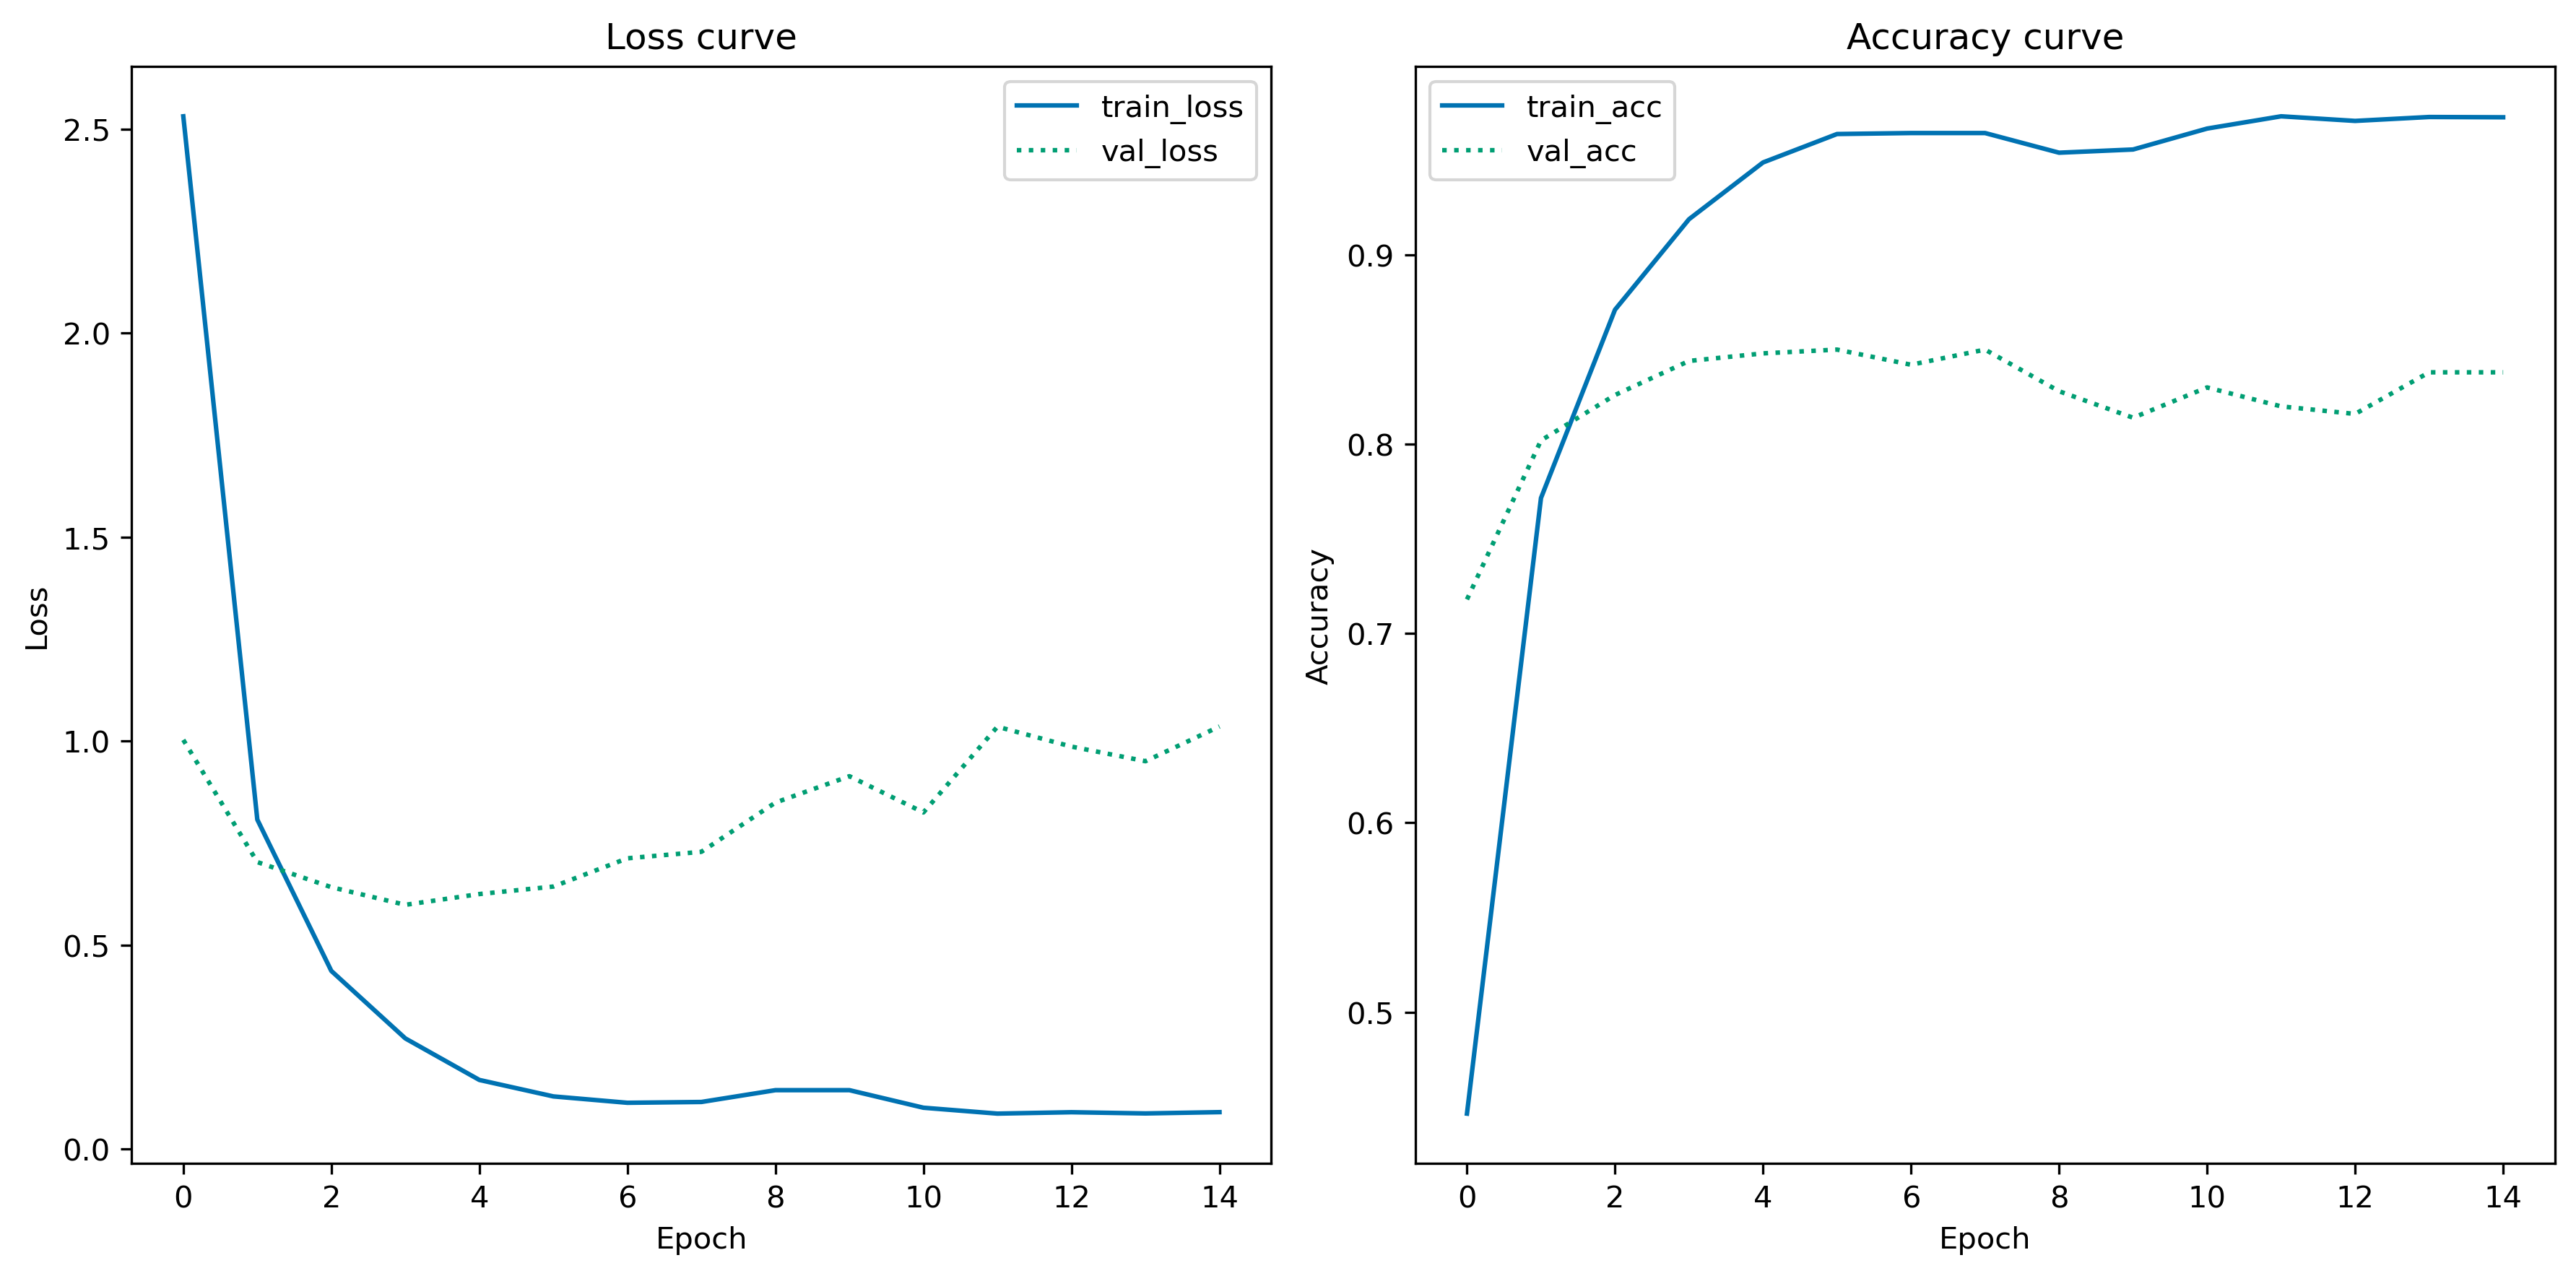 Loss curve
train_loss
val_loss
2.5
2.0
1.5
1.0
0.5
0.0
Loss
0 2 4 6 8 10 12 14
Epoch
Accuracy curve
train_acc
val_acc
0.9
0.8
0.7
0.6
0.5
Accuracy
0 2 4 6 8 10 12 14
Epoch